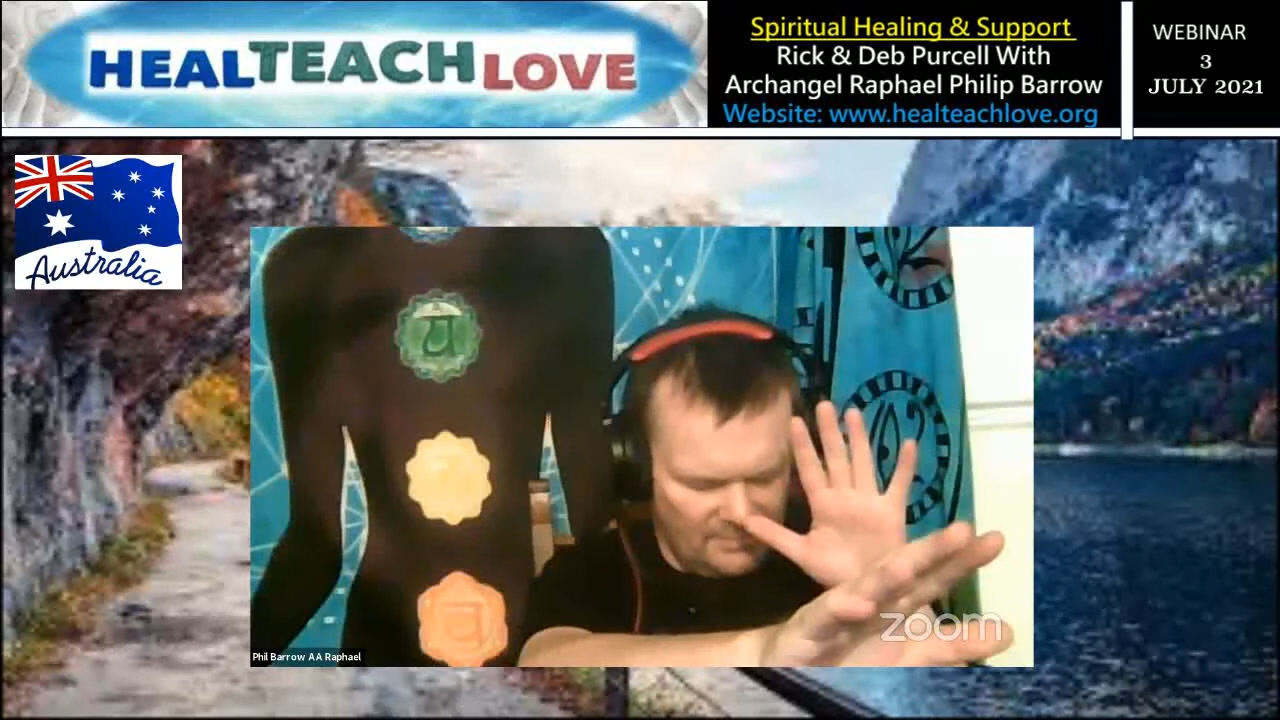 HEALTEACHLOVE
Spiritual Healing & Support
Rick & Deb Purcell With
Archangel Raphael Philip Barrow
Website: www.healteachlove.org
WEBINAR
3
JULY 2021
Australia
यं
वं
zoom
Phil Barrow AA Raphael